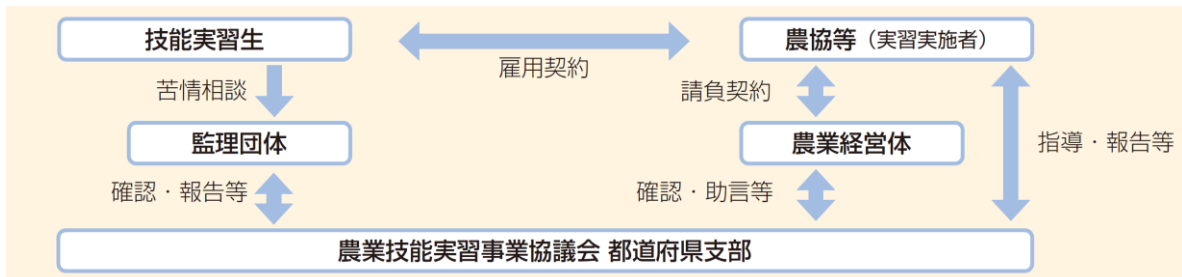 技能実習生
農協等（実習実施者）
雇用契約
苦情相談
請負契約
監理団体
農業経営体
指導・報告等
確認・報告等
確認・助言等
農業技能実習事業協議会 都道府県支部